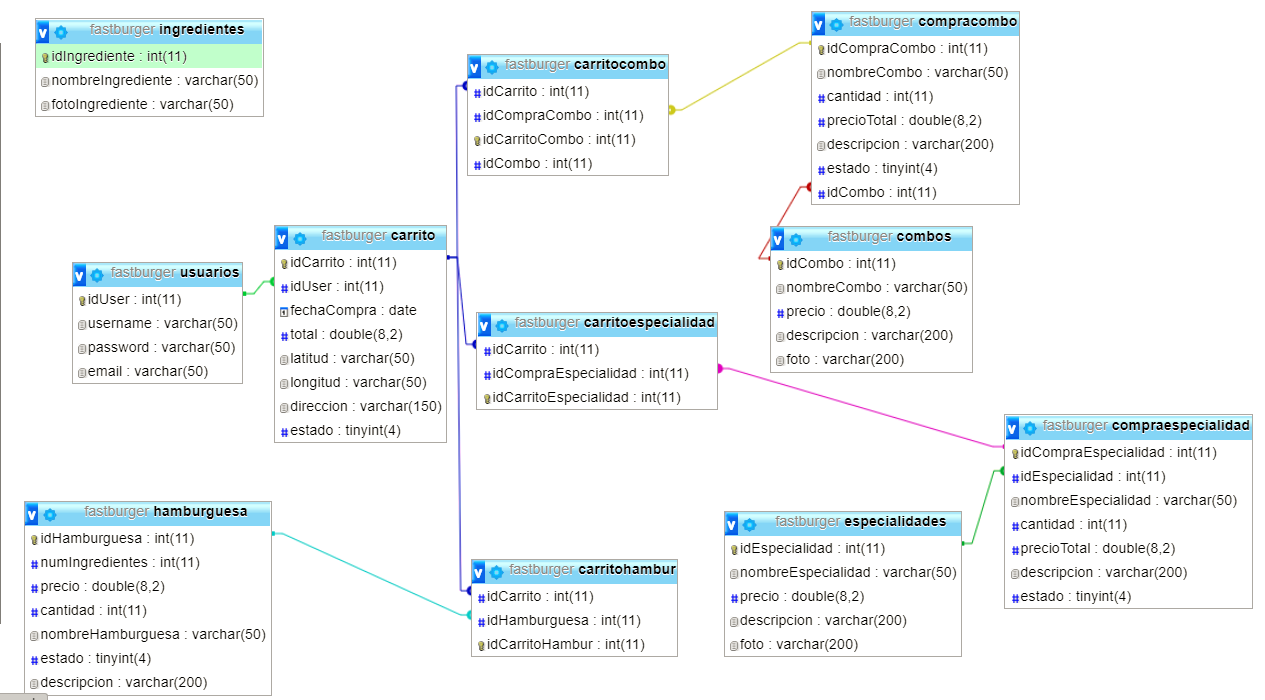 fastburger ingredientes
idIngrediente : int(11)
nombreIngrediente : varchar(50)
fotoIngrediente : varchar(50)
fastburger carritocombo
idCarrito : int(11)
idCompraCombo : int(11)
idCarritoCombo : int(11)
idCombo : int(11)
fastburger compracombo
idCompraCombo : int(11)
nombreCombo : varchar(50)
cantidad : int(11)
precioTotal : double(8,2)
descripcion : varchar(200)
estado : tinyint(4)
idCombo : int(11)
fastburger usuarios
idUser : int(11)
username : varchar(50)
password : varchar(50)
email : varchar(50)
fastburger carrito
idCarrito : int(11)
idUser : int(11)
fechaCompra : date
total : double(8,2)
latitud : varchar(50)
longitud : varchar(50)
direccion : varchar(150)
estado : tinyint(4)
fastburger combos
idCombo : int(11)
nombreCombo : varchar(50)
precio : double(8,2)
descripcion : varchar(200)
foto : varchar(200)
fastburger carritoespecialidad
idCarrito : int(11)
idCompraEspecialidad : int(11)
idCarritoEspecialidad : int(11)
fastburger compraespecialidad
idCompraEspecialidad : int(11)
idEspecialidad : int(11)
nombreEspecialidad : varchar(50)
cantidad : int(11)
precioTotal : double(8,2)
descripcion : varchar(200)
estado : tinyint(4)
fastburger hamburguesa
idHamburguesa : int(11)
numIngredientes : int(11)
precio : double(8,2)
cantidad : int(11)
nombreHamburguesa : varchar(50)
estado : tinyint(4)
descripcion : varchar(200)
fastburger carritohambur
idCarrito : int(11)
idHamburguesa : int(11)
idCarritoHambur : int(11)
fastburger especialidades
idEspecialidad : int(11)
nombreEspecialidad : varchar(50)
precio : double(8,2)
descripcion : varchar(200)
foto : varchar(200)